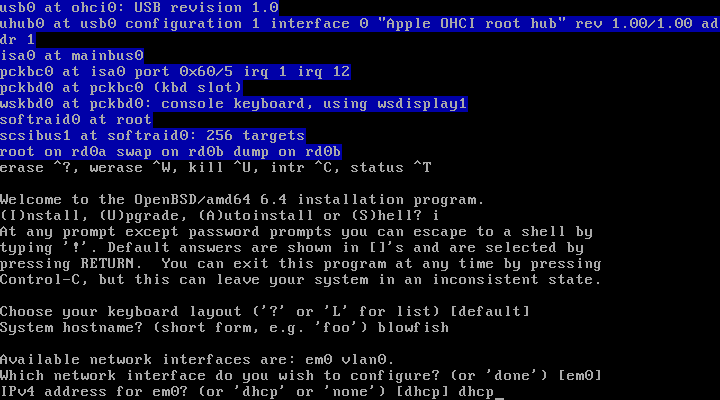 usb0 at ohci0: USB revision 1.0
uhub0 at usb0 configuration 1 interface 0 "Apple OHCI root hub" rev 1.00/1.00 ad
dr 1
isa0 at mainbus0
pckbc0 at isa0 port 0x60/5 irq 1 irq 12
pckbd0 at pckbc0 (kbd slot)
wskbd0 at pckbd0: console keyboard, using wsdisplay1
softraid0 at root
scsibus1 at softraid0: 256 targets
root on rd0a swap on rd0b dump on rd0b
erase ^?, werase ^W, kill ^U, intr ^C, status ^T

Welcome to the OpenBSD/amd64 6.4 installation program.
(I)nstall, (U)pgrade, (A)utoinstall or (S)hell? i
At any prompt except password prompts you can escape to a shell by
typing '!'. Default answers are shown in []'s and are selected by
pressing RETURN.  You can exit this program at any time by pressing
Control-C, but this can leave your system in an inconsistent state.

Choose your keyboard layout ('?' or 'L' for list) [default]
System hostname? (short form, e.g. 'foo') blowfish

Available network interfaces are: em0 vlan0.
Which network interface do you wish to configure? (or 'done') [em0]
IPv4 address for em0? (or 'dhcp' or 'none') [dhcp] dhcp_